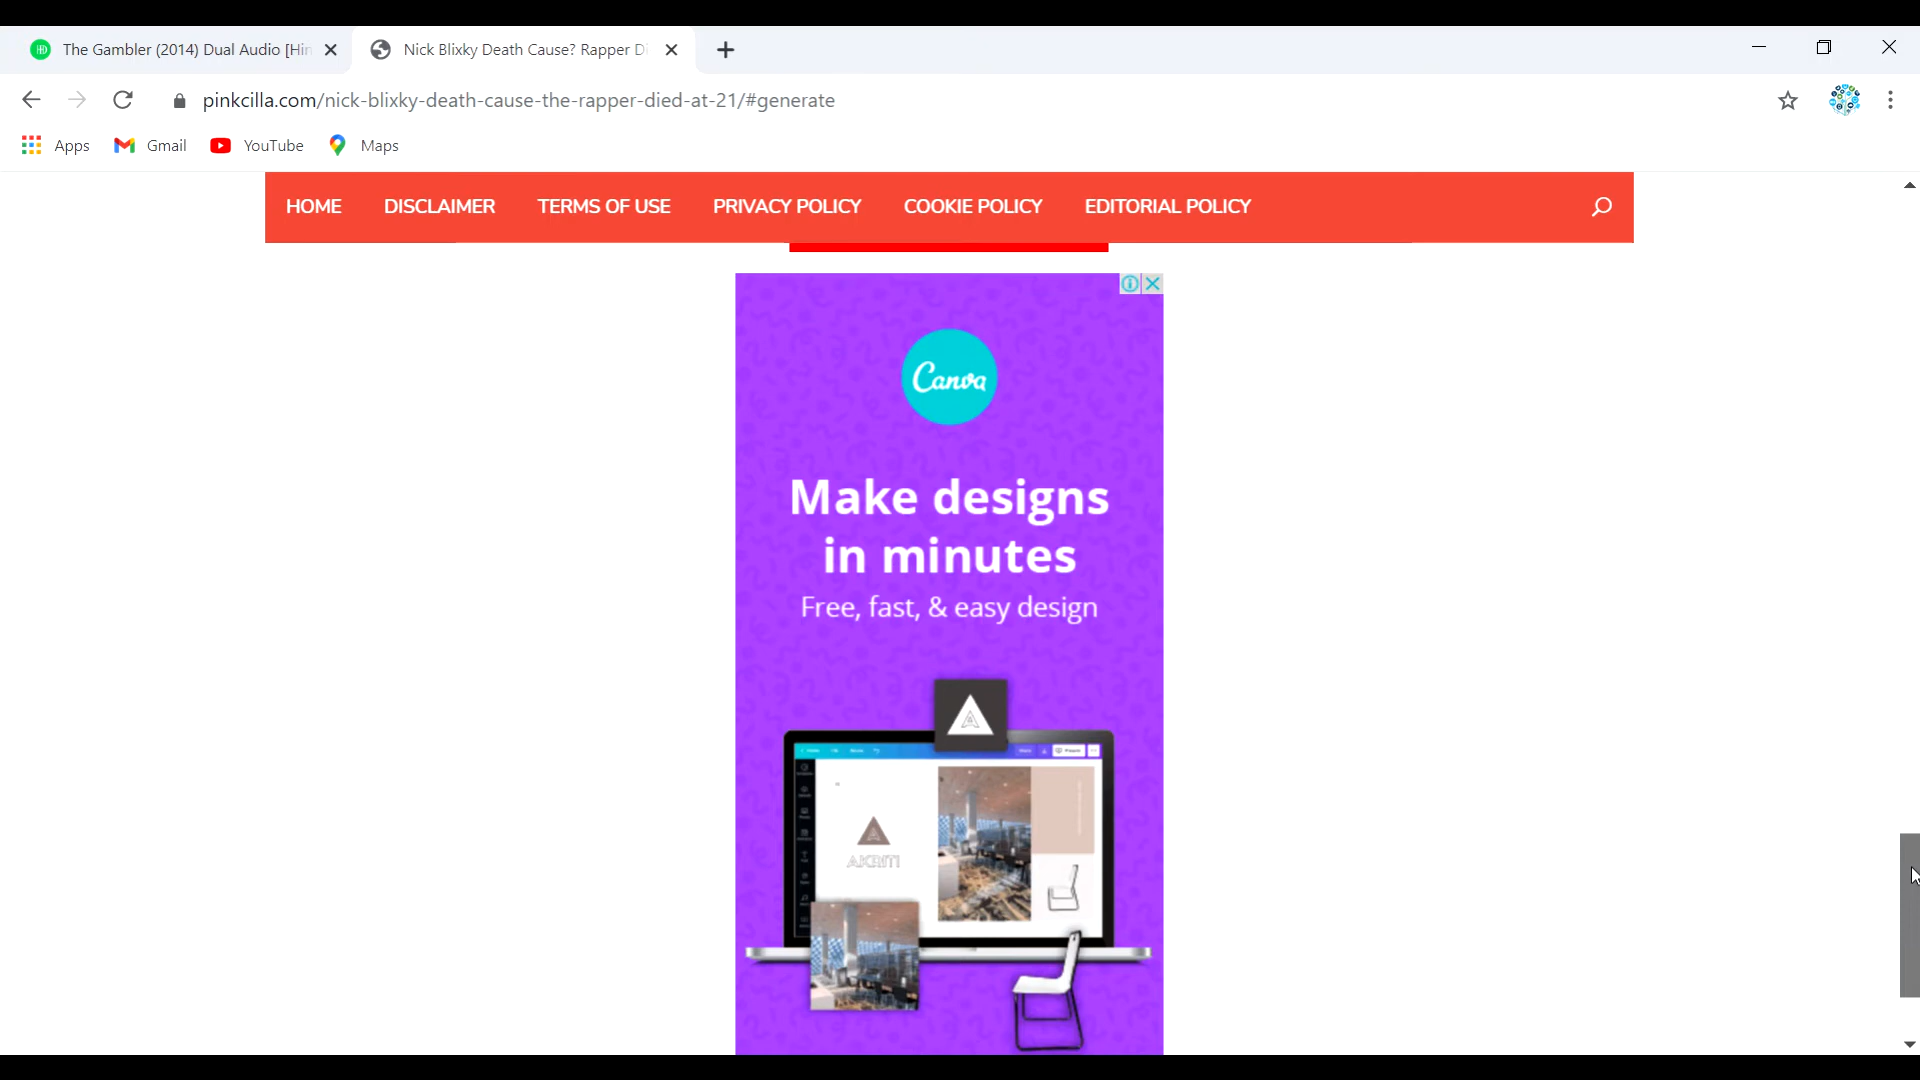 The Gambler (2014) Dual Audio [Hin
Nick Blixky Death Cause? Rapper Di
pinkcilla.com/nick-blixky-death-cause-the-rapper-died-at-21/#generate
Apps Gmail YouTube Maps
HOME DISCLAIMER TERMS OF USE PRIVACY POLICY COOKIE POLICY EDITORIAL POLICY
Canva
Make designs
in minutes
Free, fast, & easy design
AKRITI